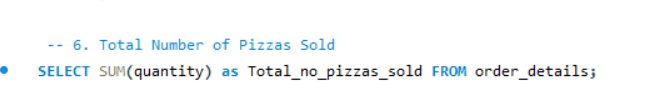 -- 6. Total Number of Pizzas Sold
SELECT SUM(quantity) as Total_no_pizzas_sold FROM order_details;